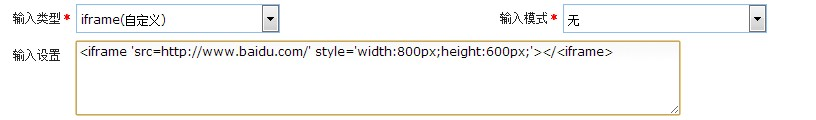 输入类型 * iframe(自定义) 输入模式 * 无
输入设置 <iframe 'src=http://www.baidu.com/' style='width:800px;height:600px;'></<iframe>